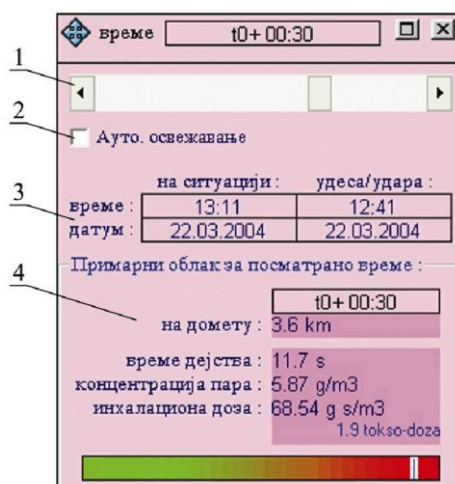 време t0+ 00:30
1
2
Ауто. освежавање
на ситуацији : удеса/удара :
3
време : 13:11 12:41
датум : 22.03.2004 22.03.2004
Примарни облак за посматрано време :
4
t0+ 00:30
на домету : 3.6 km
време дејства : 11.7 s
концентрација пара : 5.87 g/m3
инхалациона доза : 68.54 g s/m3
1.9 tokso-doza